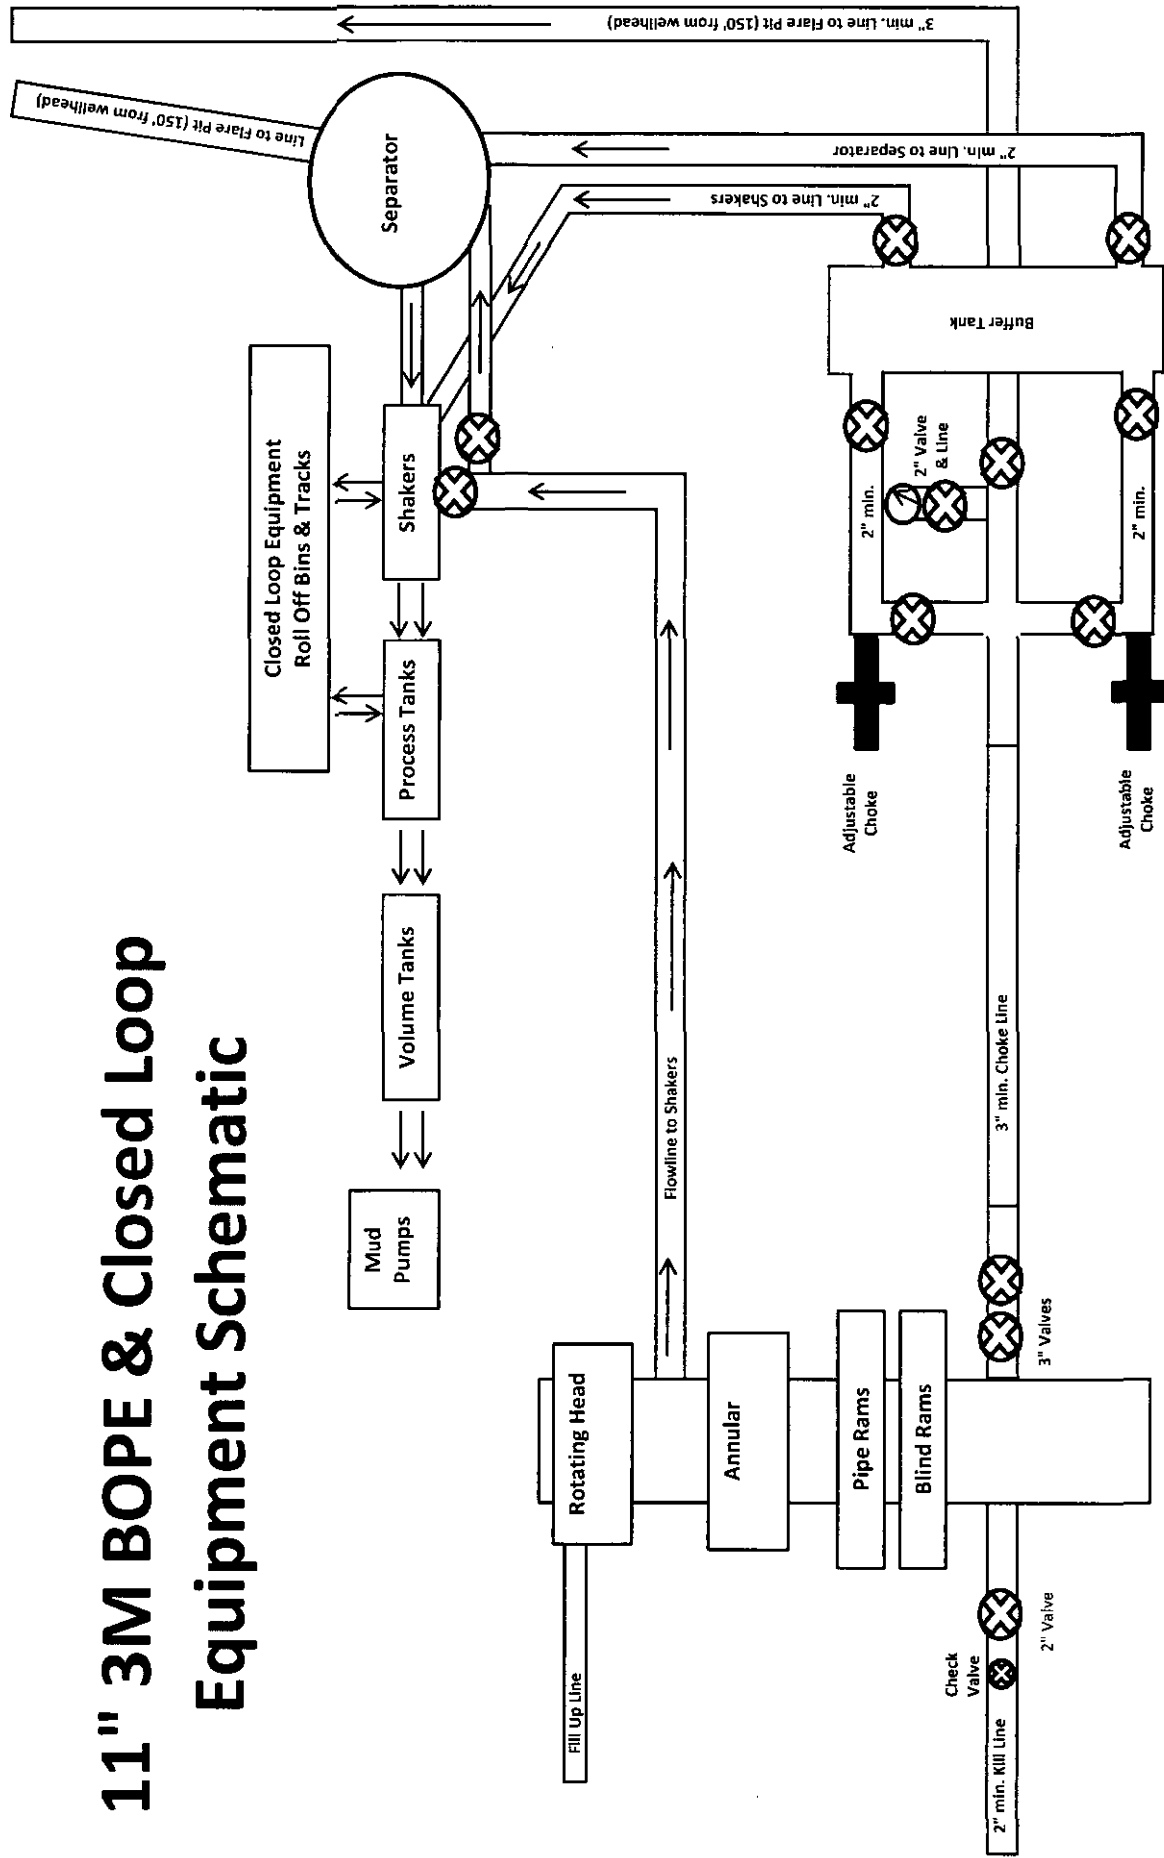 11" 3M BOPE & Closed Loop
Equipment Schematic
Closed Loop Equipment
Roll Off Bins & Tracks
Mud
Pumps
Volume Tanks
Process Tanks
Shakers
Separator
Line to Flare Pit (150' from wellhead)
3" min. Line to Flare Pit (150' from wellhead)
Fill Up Line
Rotating Head
Flowline to Shakers
2" min. Line to Shakers
2" min. Line to Separator
Annular
Pipe Rams
Blind Rams
Adjustable
Choke
2" min.
2" Valve
& Line
Buffer Tank
2" min. Kill Line
Check
Valve
2" Valve
3" Valves
3" min. Choke Line
Adjustable
Choke
2" min.